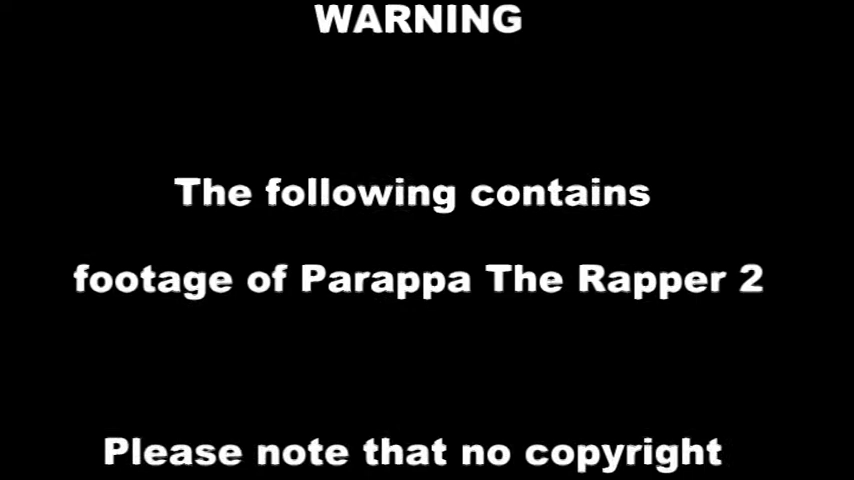 WARNING
The following contains
footage of Parappa The Rapper 2
Please note that no copyright